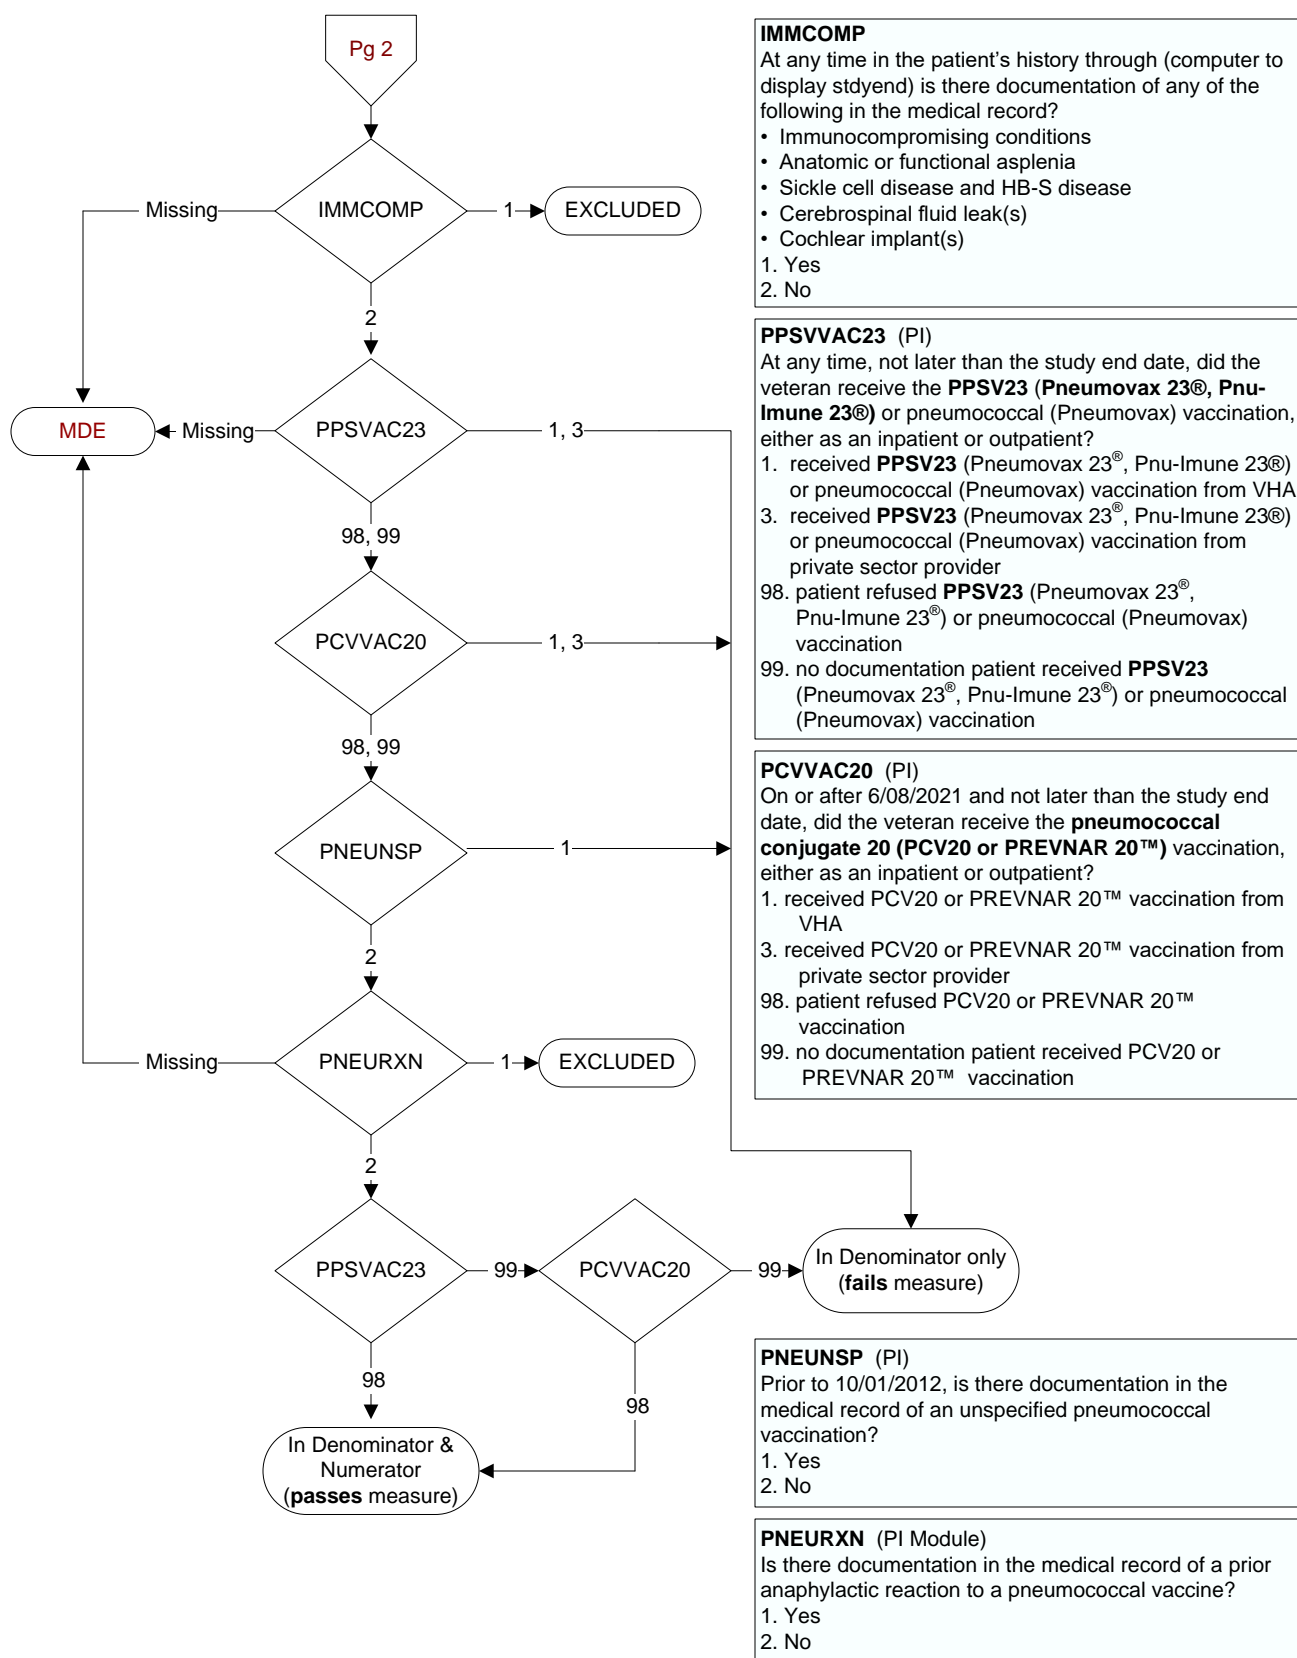 Pg 2
IMMCOMP
Missing
1
EXCLUDED
2
PPSVAC23
Missing
MDE
1, 3
98, 99
PCVVAC20
1, 3
98, 99
PNEUNSP
1
2
PNEURXN
Missing
1
EXCLUDED
2
PPSVAC23
99
PCVVAC20
99
In Denominator only
(fails measure)
98
98
In Denominator &
Numerator
(passes measure)
IMMCOMP
At any time in the patient’s history through (computer to
display stdyend) is there documentation of any of the
following in the medical record?
• Immunocompromising conditions
• Anatomic or functional asplenia
• Sickle cell disease and HB-S disease
• Cerebrospinal fluid leak(s)
• Cochlear implant(s)
1. Yes
2. No
PPSVVAC23 (PI)
At any time, not later than the study end date, did the
veteran receive the PPSV23 (Pneumovax 23®, Pnu-
Imune 23®) or pneumococcal (Pneumovax) vaccination,
either as an inpatient or outpatient?
1. received PPSV23 (Pneumovax 23®, Pnu-Imune 23®)
or pneumococcal (Pneumovax) vaccination from VHA
3. received PPSV23 (Pneumovax 23®, Pnu-Imune 23®)
or pneumococcal (Pneumovax) vaccination from
private sector provider
98. patient refused PPSV23 (Pneumovax 23®,
Pnu-Imune 23®) or pneumococcal (Pneumovax)
vaccination
99. no documentation patient received PPSV23
(Pneumovax 23®, Pnu-Imune 23®) or pneumococcal
(Pneumovax) vaccination
PCVVAC20 (PI)
On or after 6/08/2021 and not later than the study end
date, did the veteran receive the pneumococcal
conjugate 20 (PCV20 or PREVNAR 20™) vaccination,
either as an inpatient or outpatient?
1. received PCV20 or PREVNAR 20™ vaccination from
VHA
3. received PCV20 or PREVNAR 20™ vaccination from
private sector provider
98. patient refused PCV20 or PREVNAR 20™
vaccination
99. no documentation patient received PCV20 or
PREVNAR 20™ vaccination
PNEUNSP (PI)
Prior to 10/01/2012, is there documentation in the
medical record of an unspecified pneumococcal
vaccination?
1. Yes
2. No
PNEURXN (PI Module)
Is there documentation in the medical record of a prior
anaphylactic reaction to a pneumococcal vaccine?
1. Yes
2. No